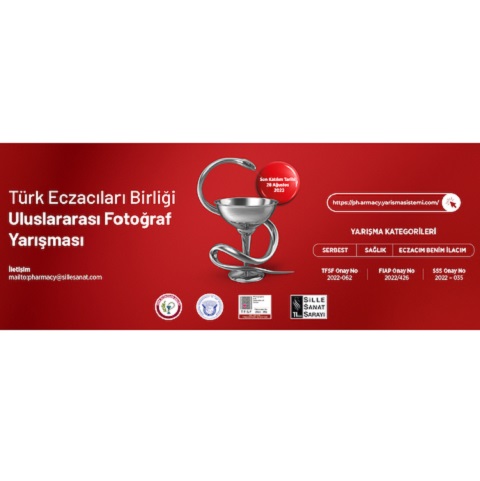 Türk Eczacıları Birliği
Uluslararası Fotoğraf
Yarışması
İletişim
mailto:pharmacy@sillesanat.com
Son Katılım Tarihi
28 Ağustos
2022
https://pharmacy.yarismasistemi.com/
YARIŞMA KATEGORİLERİ
SERBEST
SAĞLIK
ECZACIM BENİM İLACIM
TFSF Onay No
2022-062
FIAP Onay No
2022/426
SSS Onay No
2022 - 035
SİLLE
SANAT
SARAYI